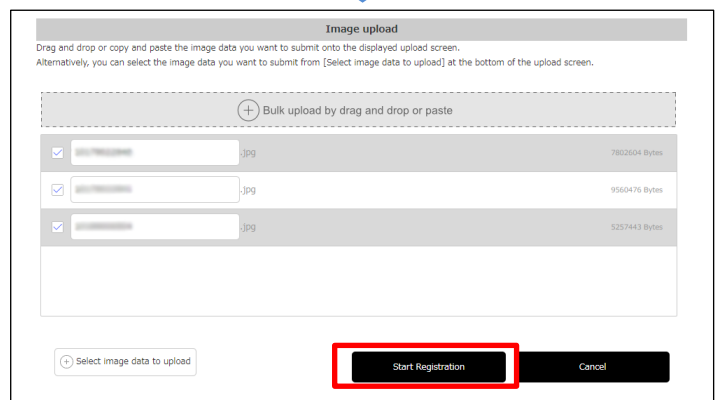 Image upload
Drag and drop or copy and paste the image data you want to submit onto the displayed upload screen.
Alternatively, you can select the image data you want to submit from [Select image data to upload] at the bottom of the upload screen.
Bulk upload by drag and drop or paste
.jpg 7802604 Bytes
.jpg 9560476 Bytes
.jpg 5257443 Bytes
Select image data to upload
Start Registration
Cancel